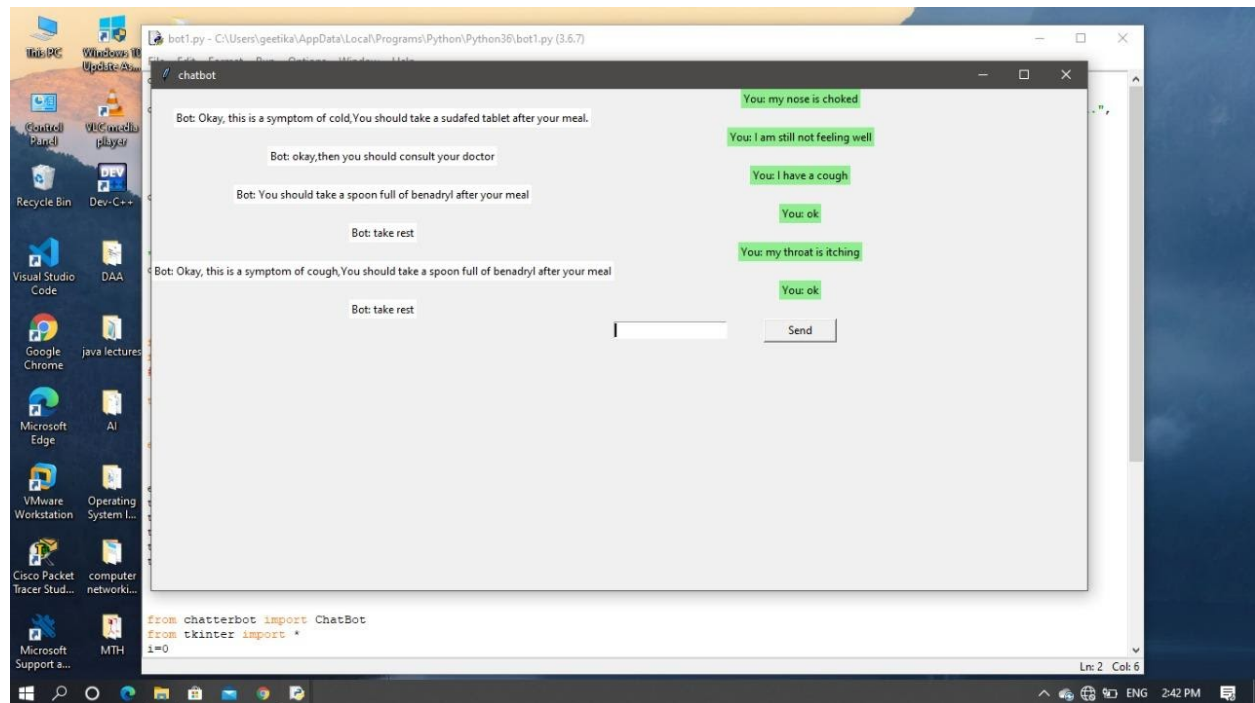 This PC
Windows 10
Update As...
Control
Panel
VLC media
player
Recycle Bin
Dev-C++
Visual Studio
Code
DAA
Google
Chrome
java lectures
Microsoft
Edge
AI
VMware
Workstation
Operating
System I...
Cisco Packet
Tracer Stud...
computer
networki...
Microsoft
Support a...
MTH
bot1.py - C:\Users\geetika\AppData\Local\Programs\Python\Python36\bot1.py (3.6.7)
chatbot
You: my nose is choked
Bot: Okay, this is a symptom of cold,You should take a sudafed tablet after your meal.
You: I am still not feeling well
Bot: okay,then you should consult your doctor
You: I have a cough
Bot: You should take a spoon full of benadryl after your meal
You: ok
Bot: take rest
You: my throat is itching
Bot: Okay, this is a symptom of cough,You should take a spoon full of benadryl after your meal
You: ok
Bot: take rest
Send
..",
from chatterbot import ChatBot
from tkinter import *
i=0
Ln: 2 Col: 6
ENG 2:42 PM